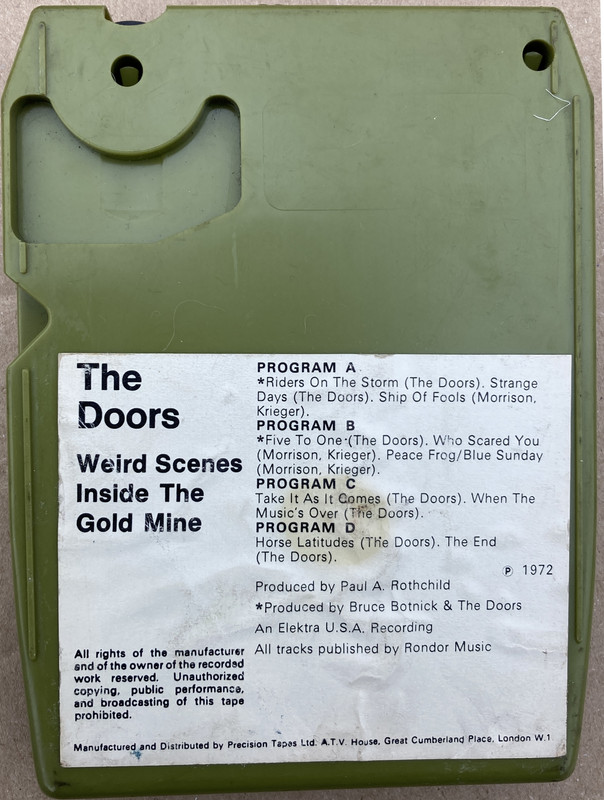 The
Doors
Weird Scenes
Inside The
Gold Mine
All rights of the manufacturer
and of the owner of the recorded
work reserved. Unauthorized
copying, public performance,
and broadcasting of this tape
prohibited.
PROGRAM A
*Riders On The Storm (The Doors). Strange
Days (The Doors). Ship Of Fools (Morrison,
Krieger).
PROGRAM B
*Five To One (The Doors). Who Scared You
(Morrison, Krieger). Peace Frog/Blue Sunday
(Morrison, Krieger).
PROGRAM C
Take It As It Comes (The Doors). When The
Music's Over (The Doors).
PROGRAM D
Horse Latitudes (The Doors). The End
(The Doors).
℗ 1972
Produced by Paul A. Rothchild
*Produced by Bruce Botnick & The Doors
An Elektra U.S.A. Recording
All tracks published by Rondor Music
Manufactured and Distributed by Precision Tapes Ltd. A.T.V. House, Great Cumberland Place, London W.1